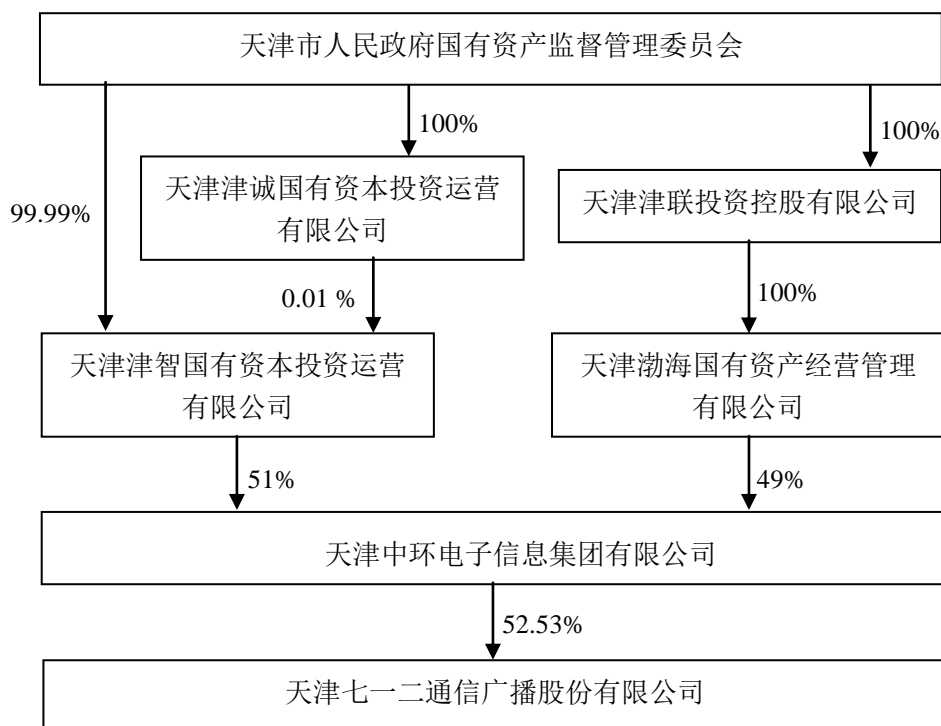 天津市人民政府国有资产监督管理委员会
100%
100%
天津津诚国有资本投资运营
有限公司
天津津联投资控股有限公司
99.99%
0.01 %
100%
天津津智国有资本投资运营
有限公司
天津渤海国有资产经营管理
有限公司
51%
49%
天津中环电子信息集团有限公司
52.53%
天津七一二通信广播股份有限公司